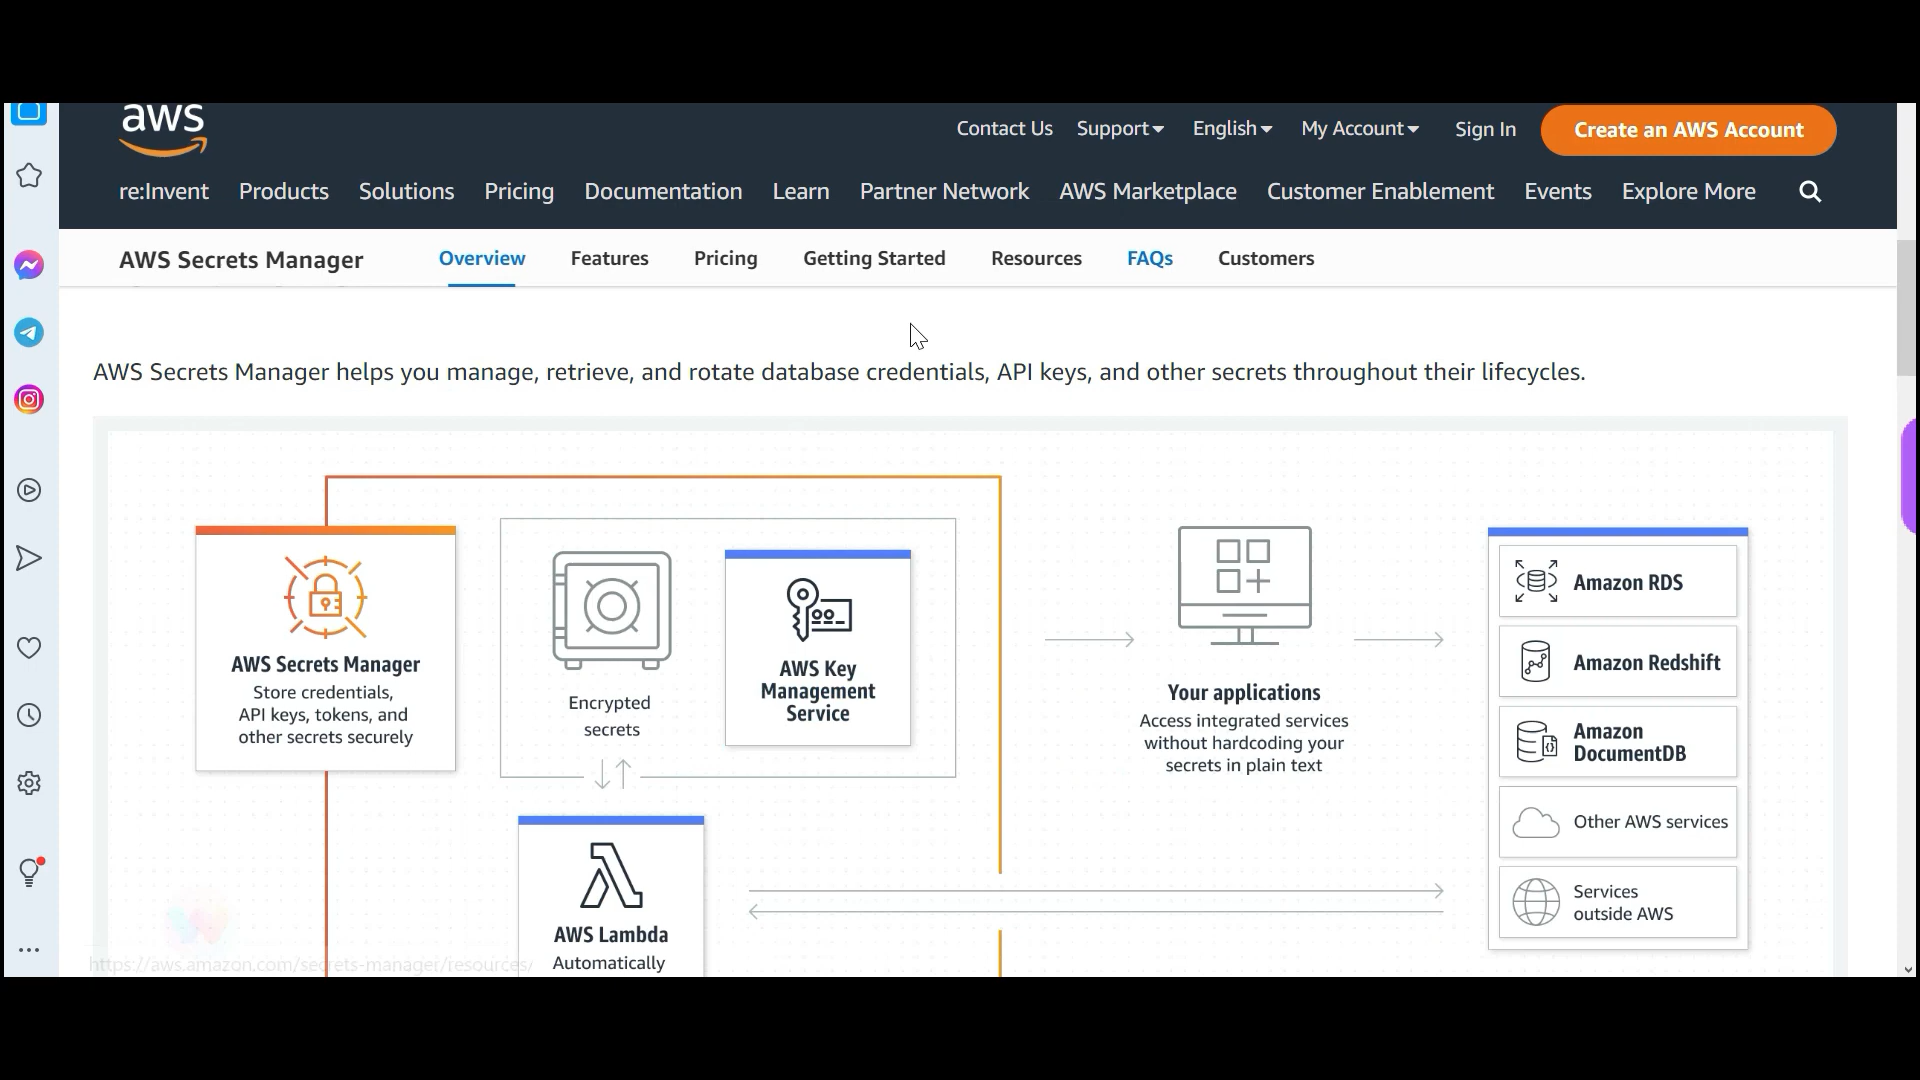 aws
Contact Us Support English My Account Sign In Create an AWS Account
re:Invent Products Solutions Pricing Documentation Learn Partner Network AWS Marketplace Customer Enablement Events Explore More
AWS Secrets Manager Overview Features Pricing Getting Started Resources FAQs Customers
AWS Secrets Manager helps you manage, retrieve, and rotate database credentials, API keys, and other secrets throughout their lifecycles.
AWS Secrets Manager
Store credentials,
API keys, tokens, and
other secrets securely
Encrypted
secrets
AWS Key
Management
Service
Your applications
Access integrated services
without hardcoding your
secrets in plain text
Amazon RDS
Amazon Redshift
Amazon
DocumentDB
Other AWS services
Services
outside AWS
AWS Lambda
Automatically
https://aws.amazon.com/secrets-manager/resources/